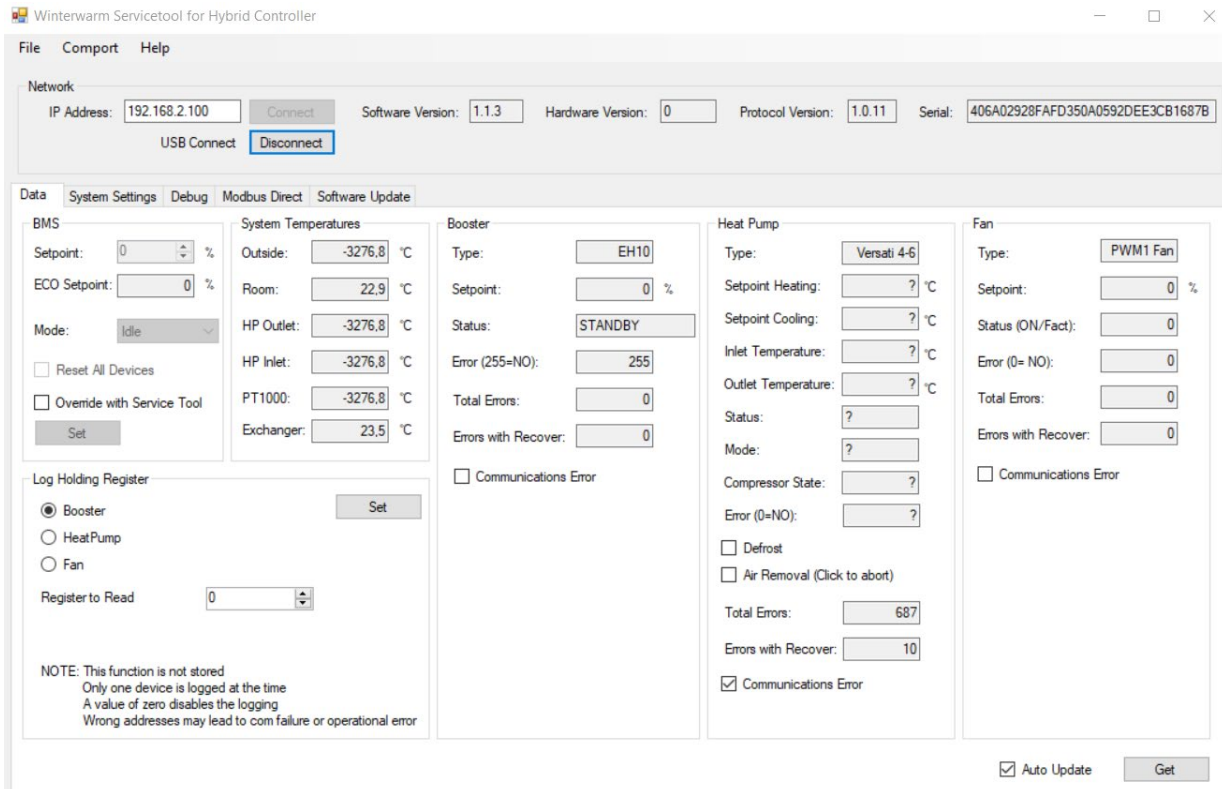 Winterwarm Servicetool for Hybrid Controller
File Comport Help
Network
IP Address: 192.168.2.100 Connect Software Version: 1.1.3 Hardware Version: 0 Protocol Version: 1.0.11 Serial: 406A02928FAFD350A0592DEE3CB1687B
USB Connect Disconnect
Data System Settings Debug Modbus Direct Software Update
BMS
Setpoint: 0 %
ECO Setpoint: 0 %
Mode: Idle
Reset All Devices
Override with Service Tool
Set
System Temperatures
Outside: -3276,8 °C
Room: 22,9 °C
HP Outlet: -3276,8 °C
HP Inlet: -3276,8 °C
PT1000: -3276,8 °C
Exchanger: 23,5 °C
Log Holding Register
Booster Set
HeatPump
Fan
Register to Read 0
NOTE: This function is not stored
Only one device is logged at the time
A value of zero disables the logging
Wrong addresses may lead to com failure or operational error
Booster
Type: EH10
Setpoint: 0 %
Status: STANDBY
Error (255=NO): 255
Total Errors: 0
Errors with Recover: 0
Communications Error
Heat Pump
Type: Versati 4-6
Setpoint Heating: ? °C
Setpoint Cooling: ? °C
Inlet Temperature: ? °C
Outlet Temperature: ? °C
Status: ?
Mode: ?
Compressor State: ?
Error (0=NO): ?
Defrost
Air Removal (Click to abort)
Total Errors: 687
Errors with Recover: 10
Communications Error
Fan
Type: PWM1 Fan
Setpoint: 0 %
Status (ON/Fact): 0
Error (0= NO): 0
Total Errors: 0
Errors with Recover: 0
Communications Error
Auto Update Get